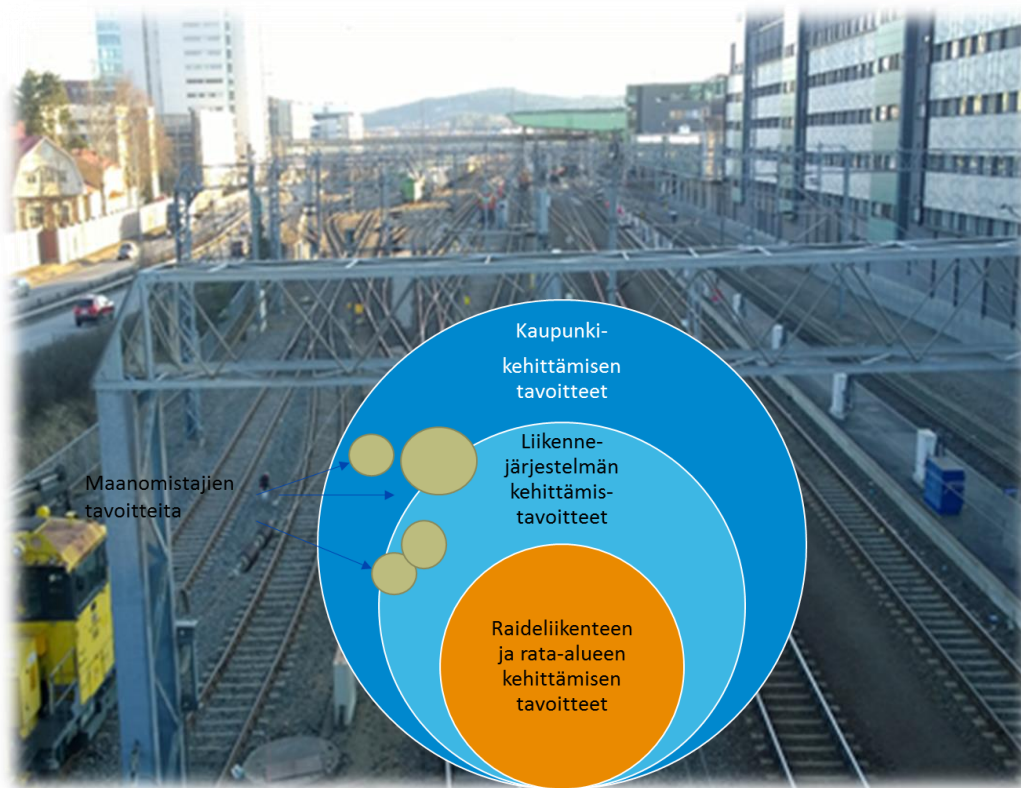 Kaupunki-
kehittämisen
tavoitteet
Liikenne-
järjestelmän
kehittämis-
tavoitteet
Maanomistajien
tavoitteita
Raideliikenteen
ja rata-alueen
kehittämisen
tavoitteet